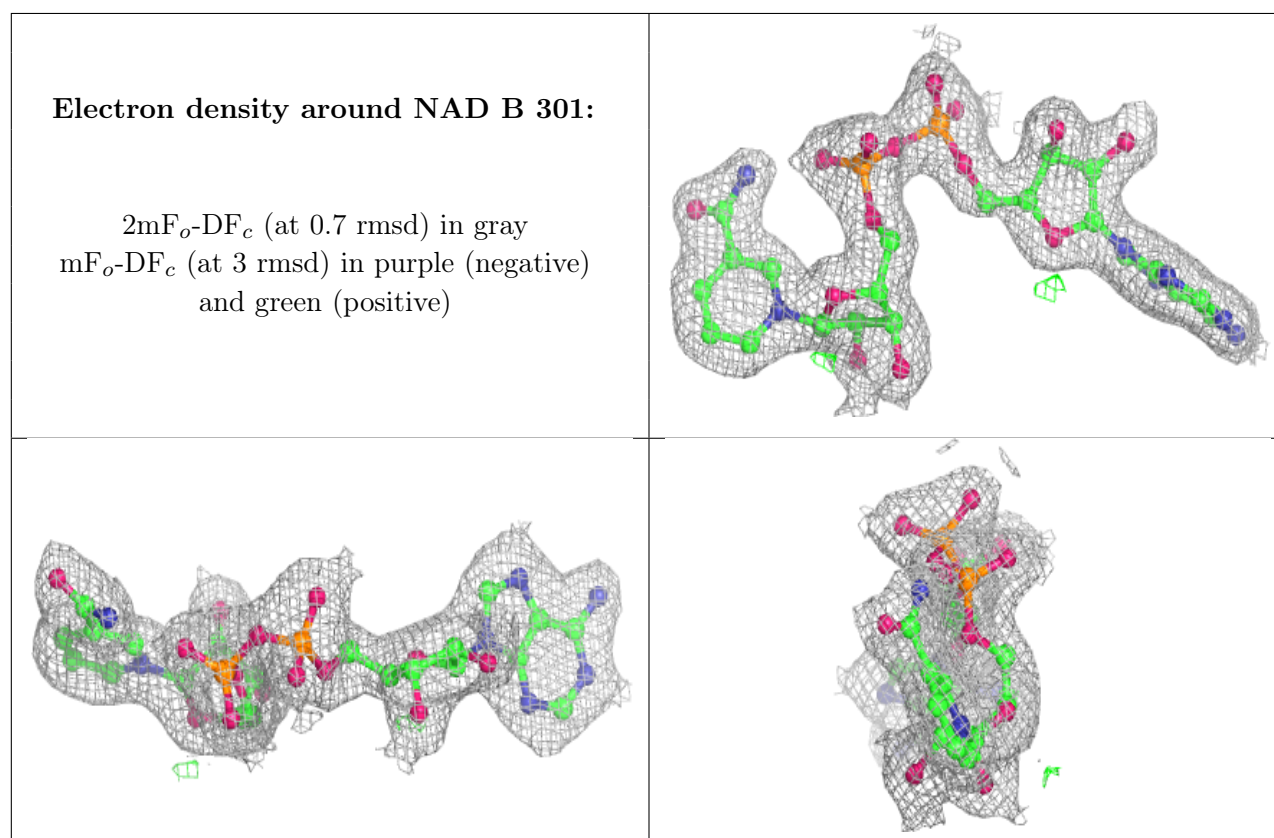 Electron density around NAD B 301:
2mFo-DFc (at 0.7 rmsd) in gray
mFo-DFc (at 3 rmsd) in purple (negative)
and green (positive)